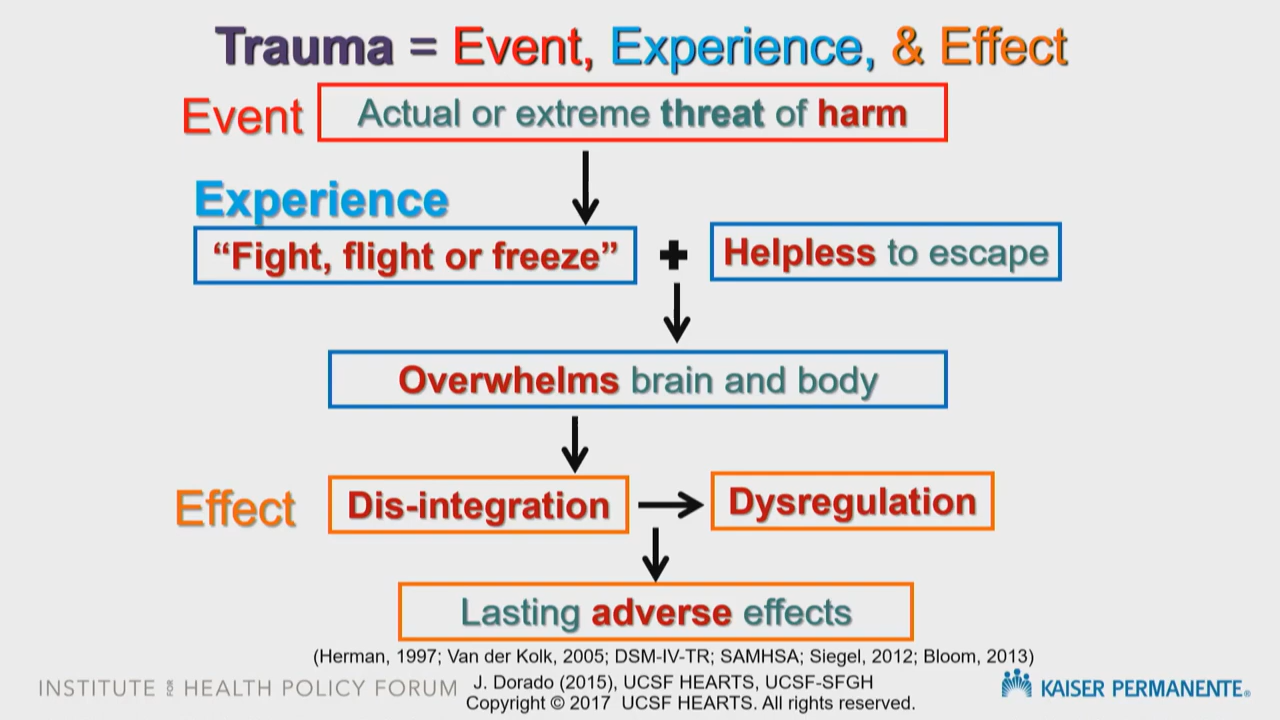 Trauma = Event, Experience, & Effect
Event
Actual or extreme threat of harm
Experience
“Fight, flight or freeze”
+
Helpless to escape
Overwhelms brain and body
Effect
Dis-integration
Dysregulation
Lasting adverse effects
(Herman, 1997; Van der Kolk, 2005; DSM-IV-TR; SAMHSA; Siegel, 2012; Bloom, 2013)
INSTITUTE FOR HEALTH POLICY FORUM
J. Dorado (2015), UCSF HEARTS, UCSF-SFGH
Copyright © 2017 UCSF HEARTS. All rights reserved.
KAISER PERMANENTE®